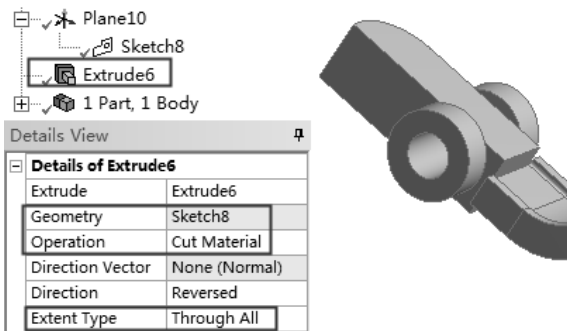 Plane10
Sketch8
Extrude6
1 Part, 1 Body
Details View
Details of Extrude6
Extrude Extrude6
Geometry Sketch8
Operation Cut Material
Direction Vector None (Normal)
Direction Reversed
Extent Type Through All